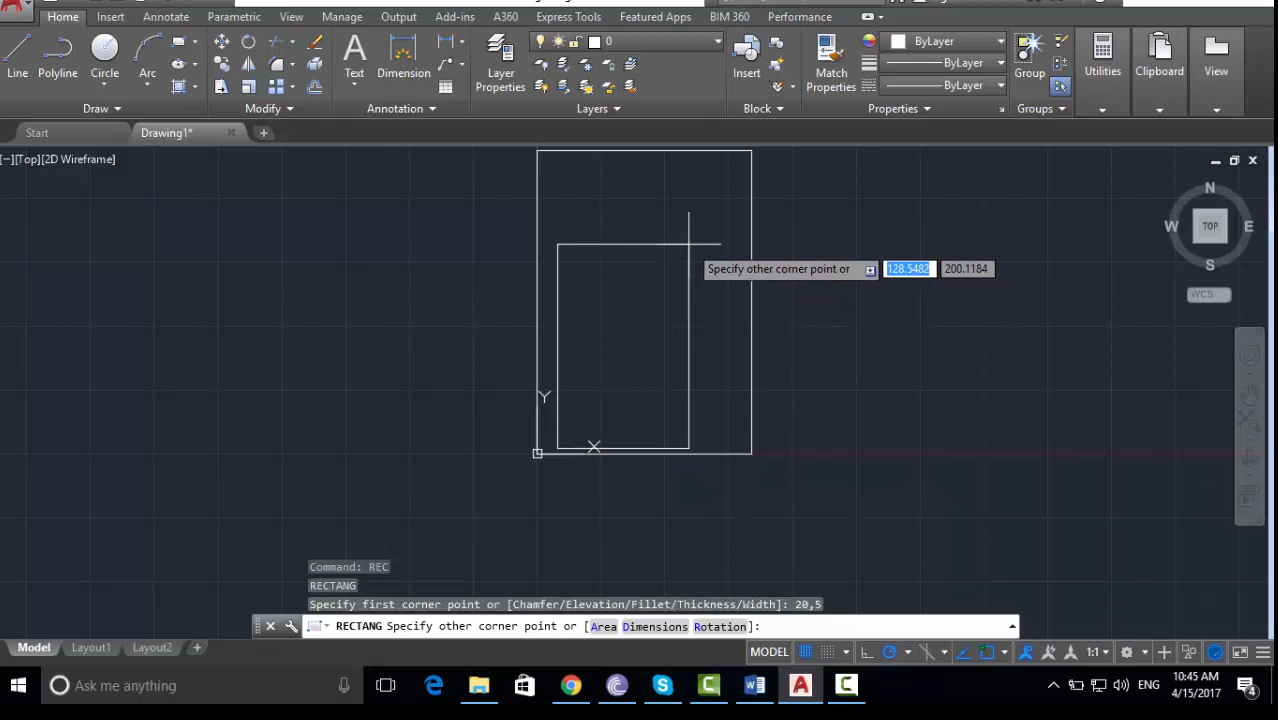 Home Insert Annotate Parametric View Manage Output Add-ins A360 Express Tools Featured Apps BIM 360 Performance
Line Polyline Circle Arc Text Dimension Layer Properties 0 Insert Match Properties ByLayer ByLayer ByLayer Group Utilities Clipboard View
Draw Modify Annotation Layers Block Properties Groups
Start Drawing1*
[−][Top][2D Wireframe]
N
W TOP E
S
WCS
Specify other corner point or 128.5482 200.1184
Y
X
Command: REC
RECTANG
Specify first corner point or [Chamfer/Elevation/Fillet/Thickness/Width]: 20,5
RECTANG Specify other corner point or [Area Dimensions Rotation]:
Model Layout1 Layout2 + MODEL 1:1
Ask me anything ENG 10:45 AM
4/15/2017 4